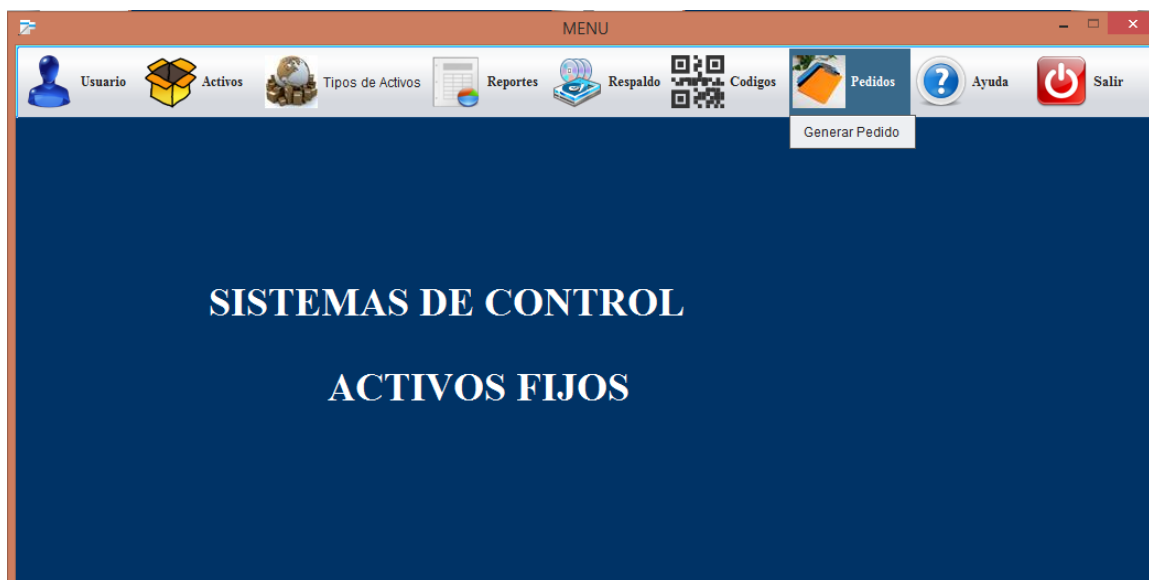 MENU
Usuario Activos Tipos de Activos Reportes Respaldo Codigos Pedidos Ayuda Salir
Generar Pedido
SISTEMAS DE CONTROL
ACTIVOS FIJOS